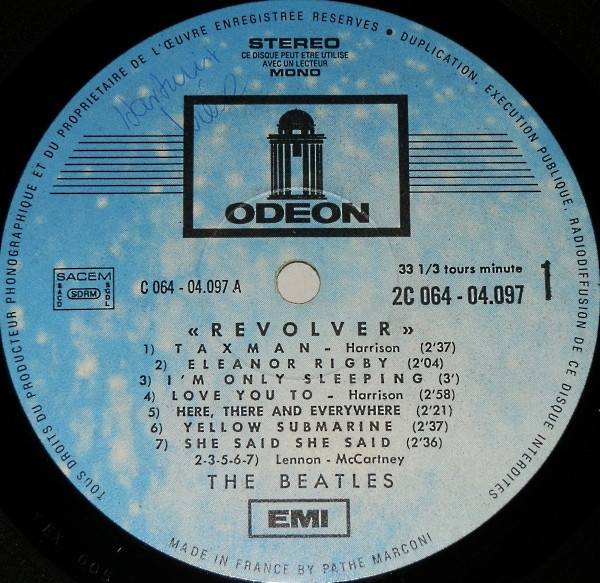 TOUS DROITS DU PRODUCTEUR PHONOGRAPHIQUE ET DU PROPRIETAIRE DE L'ŒUVRE ENREGISTREE RESERVES • DUPLICATION, EXECUTION PUBLIQUE, RADIODIFFUSION DE CE DISQUE INTERDITES
STEREO
CE DISQUE PEUT ETRE UTILISE
AVEC UN LECTEUR
MONO
ODEON
SACEM
SACD SDRM SGDL
C 064 - 04.097 A
33 1/3 tours minute
2C 064 - 04.097
1
«REVOLVER»
1) TAXMAN - Harrison (2'37)
2) ELEANOR RIGBY (2'04)
3) I'M ONLY SLEEPING (3')
4) LOVE YOU TO - Harrison (2'58)
5) HERE, THERE AND EVERYWHERE (2'21)
6) YELLOW SUBMARINE (2'37)
7) SHE SAID SHE SAID (2'36)
2-3-5-6-7) Lennon - McCartney
THE BEATLES
EMI
MADE IN FRANCE BY PATHE MARCONI